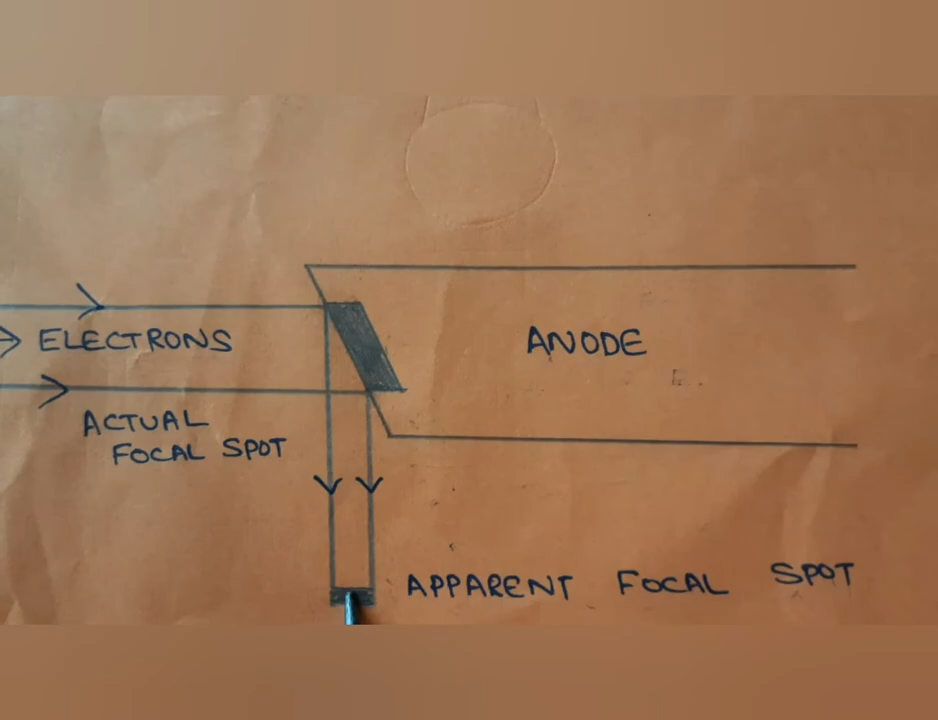 ELECTRONS
ANODE
ACTUAL
FOCAL SPOT
APPARENT FOCAL SPOT